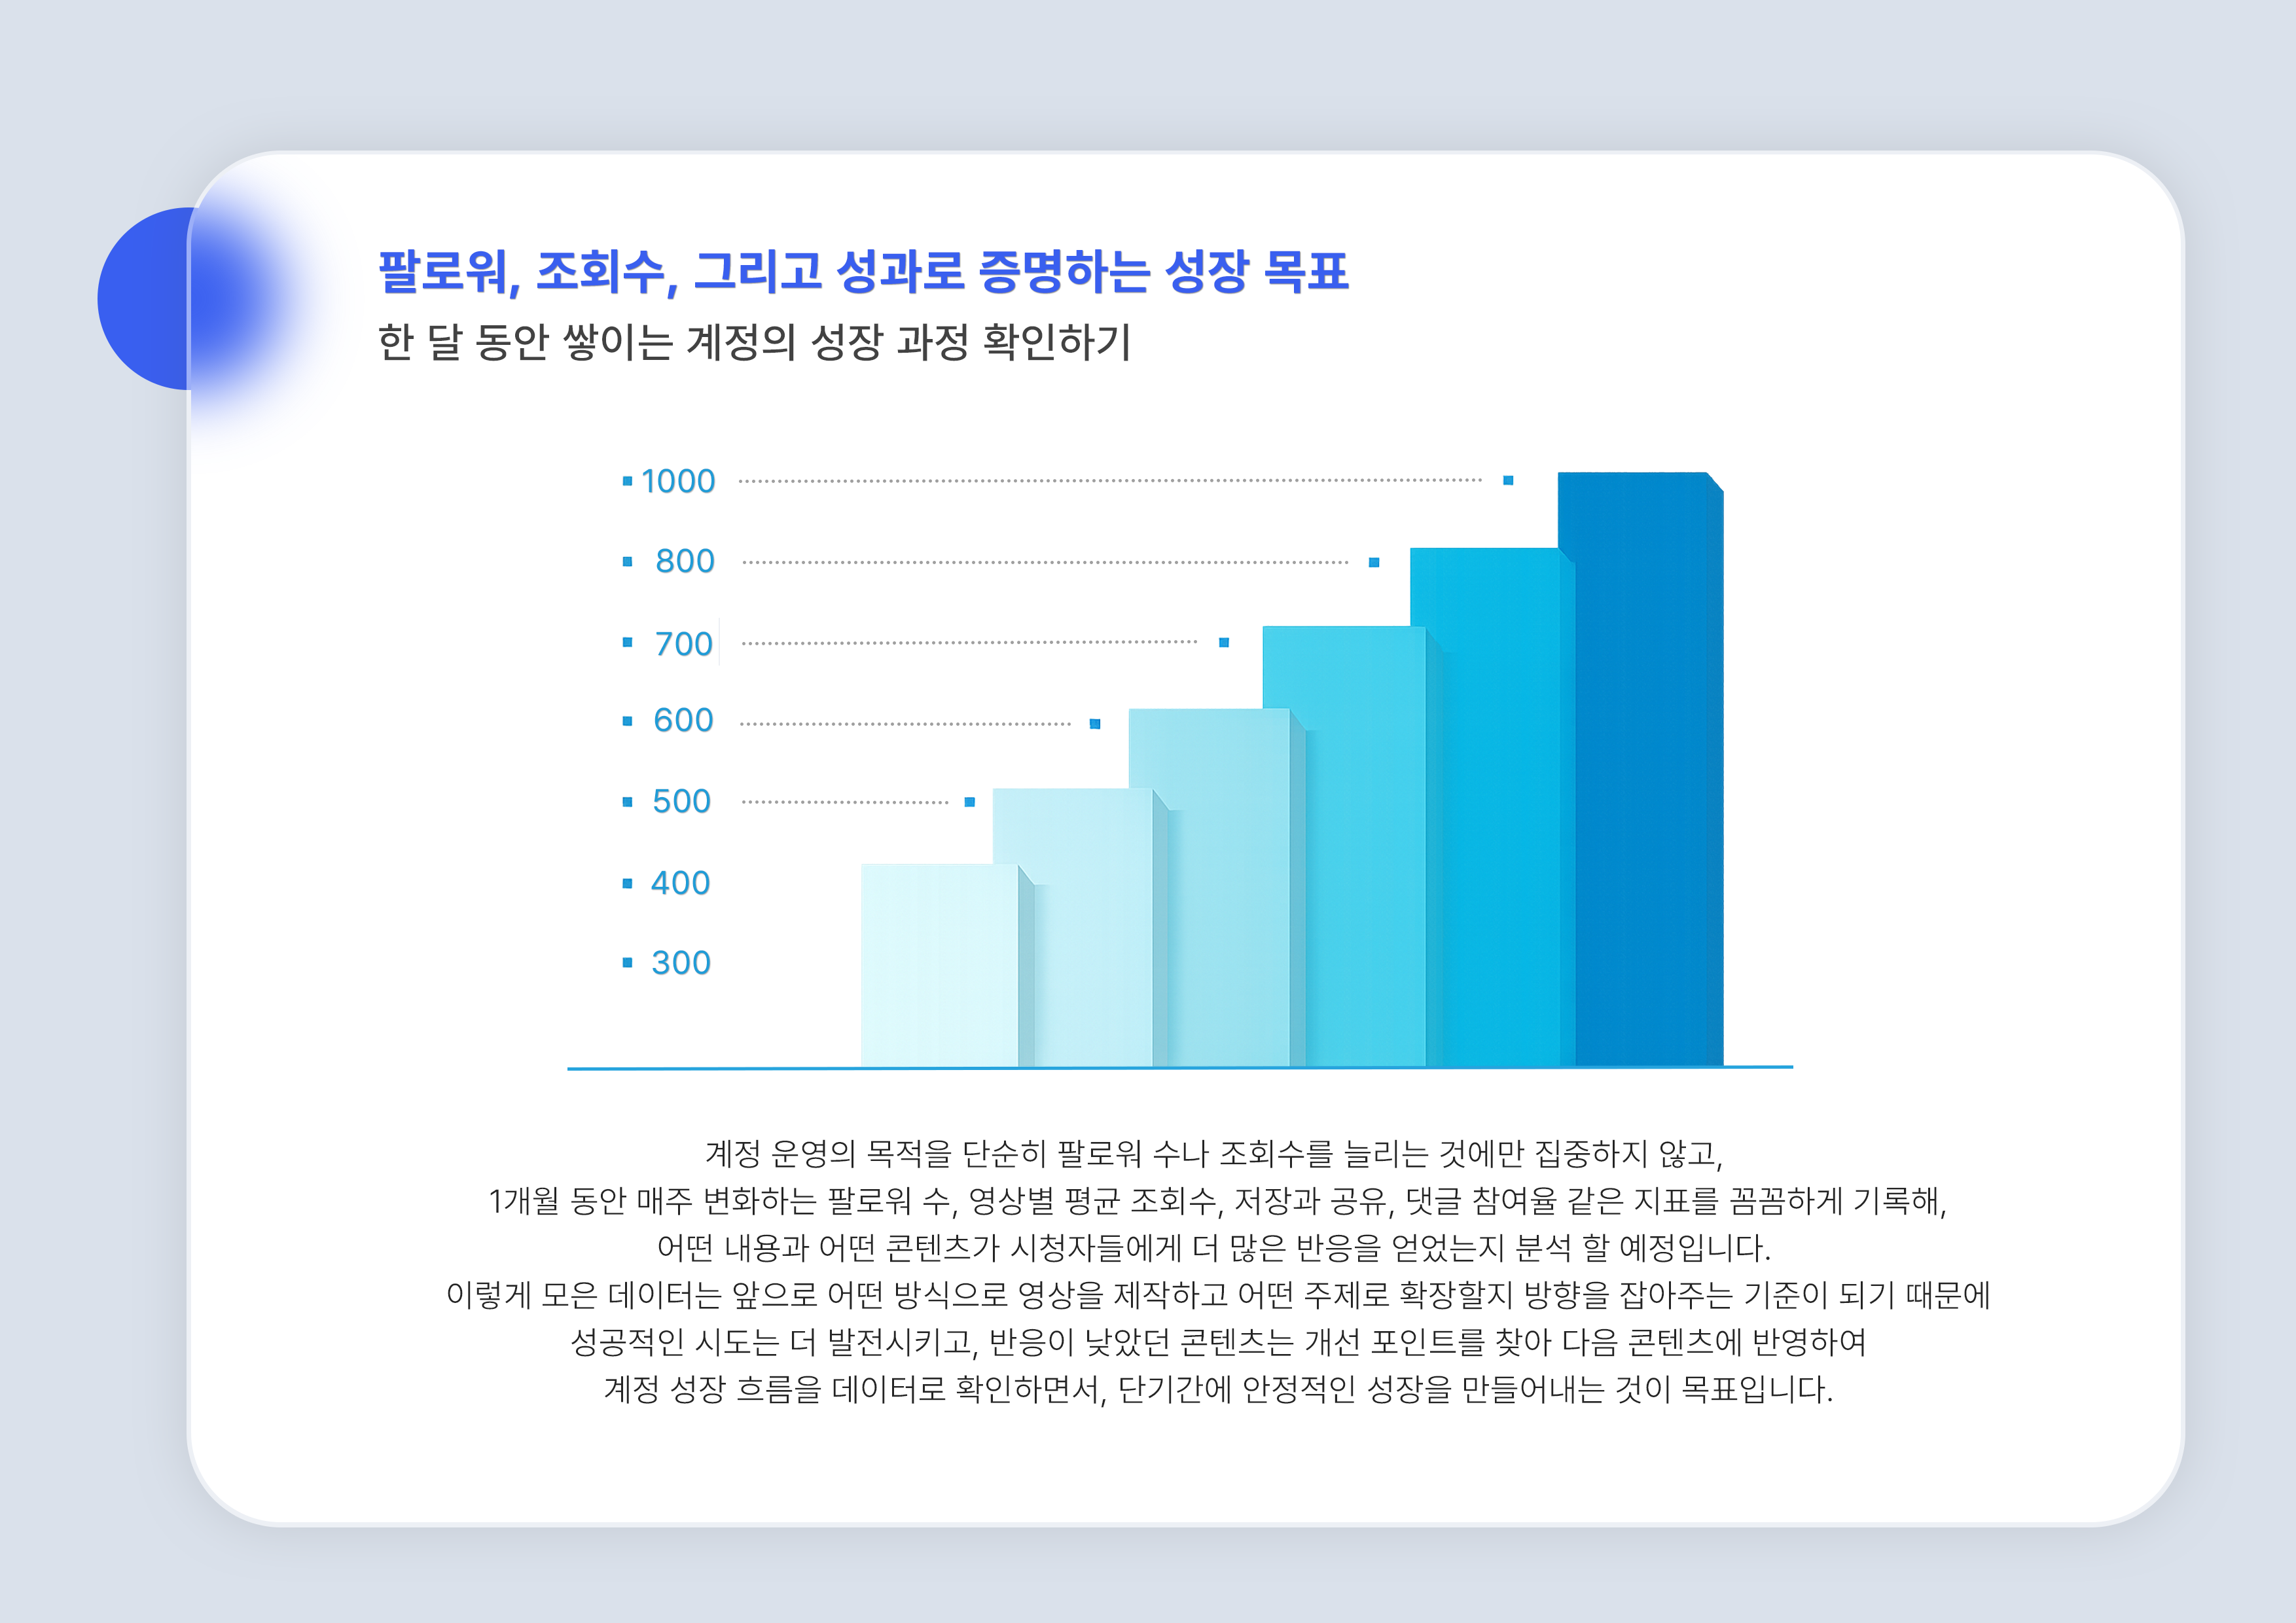 팔로워, 조회수, 그리고 성과로 증명하는 성장 목표
한 달 동안 쌓이는 계정의 성장 과정 확인하기
1000
800
700
600
500
400
300
계정 운영의 목적을 단순히 팔로워 수나 조회수를 늘리는 것에만 집중하지 않고,
1개월 동안 매주 변화하는 팔로워 수, 영상별 평균 조회수, 저장과 공유, 댓글 참여율 같은 지표를 꼼꼼하게 기록해,
어떤 내용과 어떤 콘텐츠가 시청자들에게 더 많은 반응을 얻었는지 분석 할 예정입니다.
이렇게 모은 데이터는 앞으로 어떤 방식으로 영상을 제작하고 어떤 주제로 확장할지 방향을 잡아주는 기준이 되기 때문에
성공적인 시도는 더 발전시키고, 반응이 낮았던 콘텐츠는 개선 포인트를 찾아 다음 콘텐츠에 반영하여
계정 성장 흐름을 데이터로 확인하면서, 단기간에 안정적인 성장을 만들어내는 것이 목표입니다.